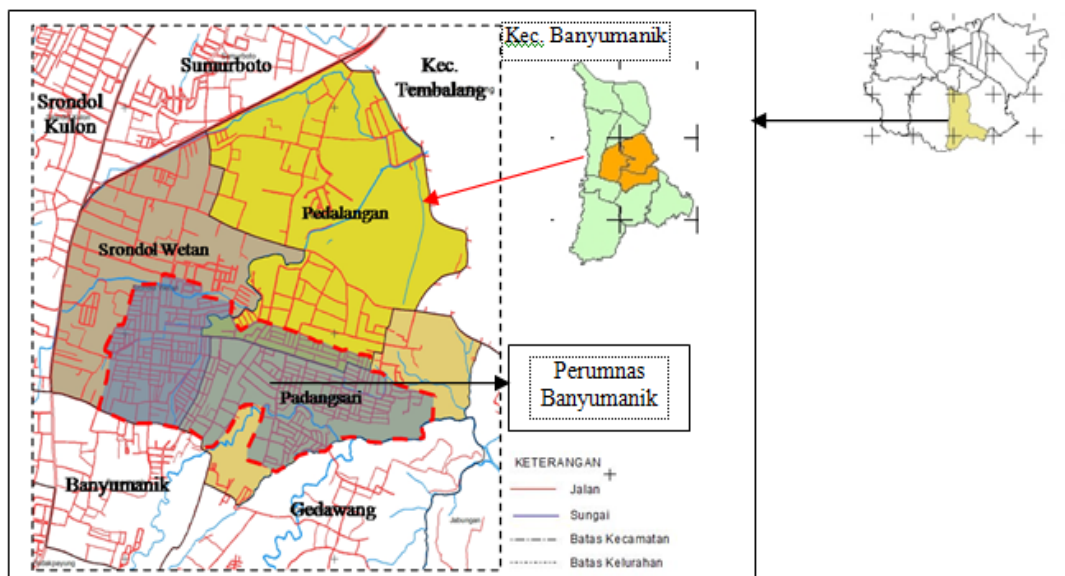 Kec. Banyumanik
Sumurboto
Kec.
Tembalang
Srondol
Kulon
Pedalangan
Srondol Wetan
Perumnas
Banyumanik
Padangsari
Banyumanik
Gedawang
Jabungan
KETERANGAN
Jalan
Sungai
Batas Kecamatan
Batas Kelurahan